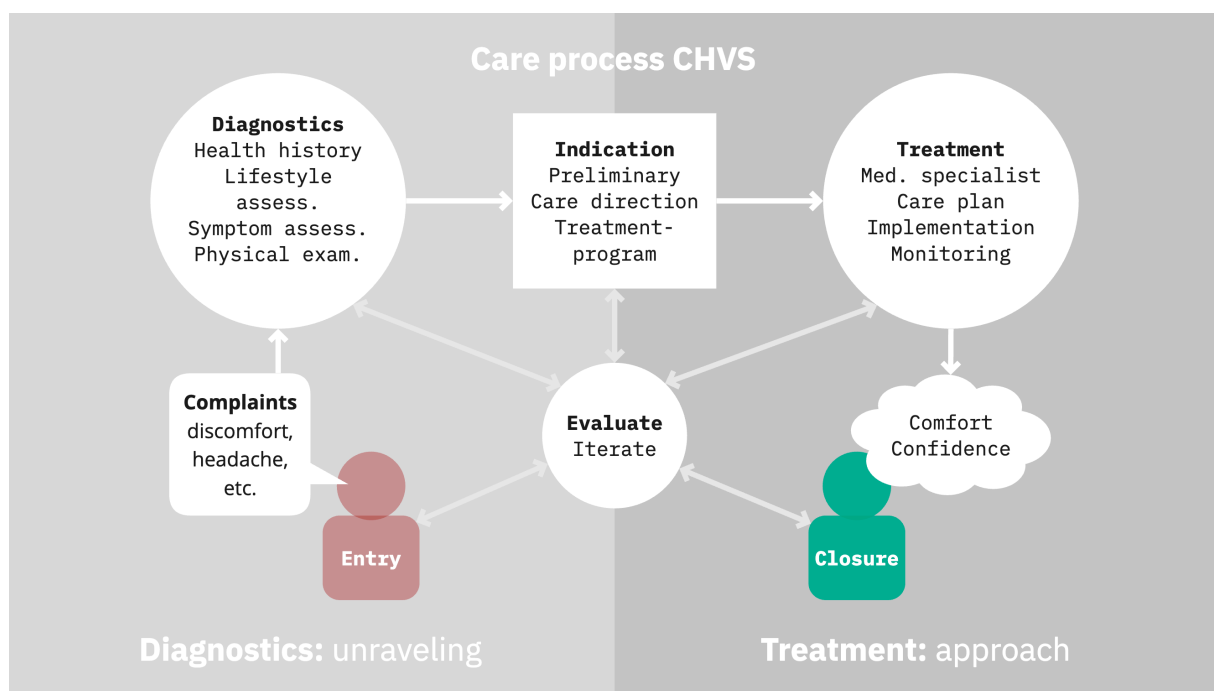 Care process CHVS
Diagnostics
Health history
Lifestyle
assess.
Symptom assess.
Physical exam.
Indication
Preliminary
Care direction
Treatment-
program
Treatment
Med. specialist
Care plan
Implementation
Monitoring
Complaints
discomfort,
headache,
etc.
Evaluate
Iterate
Comfort
Confidence
Entry
Closure
Diagnostics: unraveling
Treatment: approach